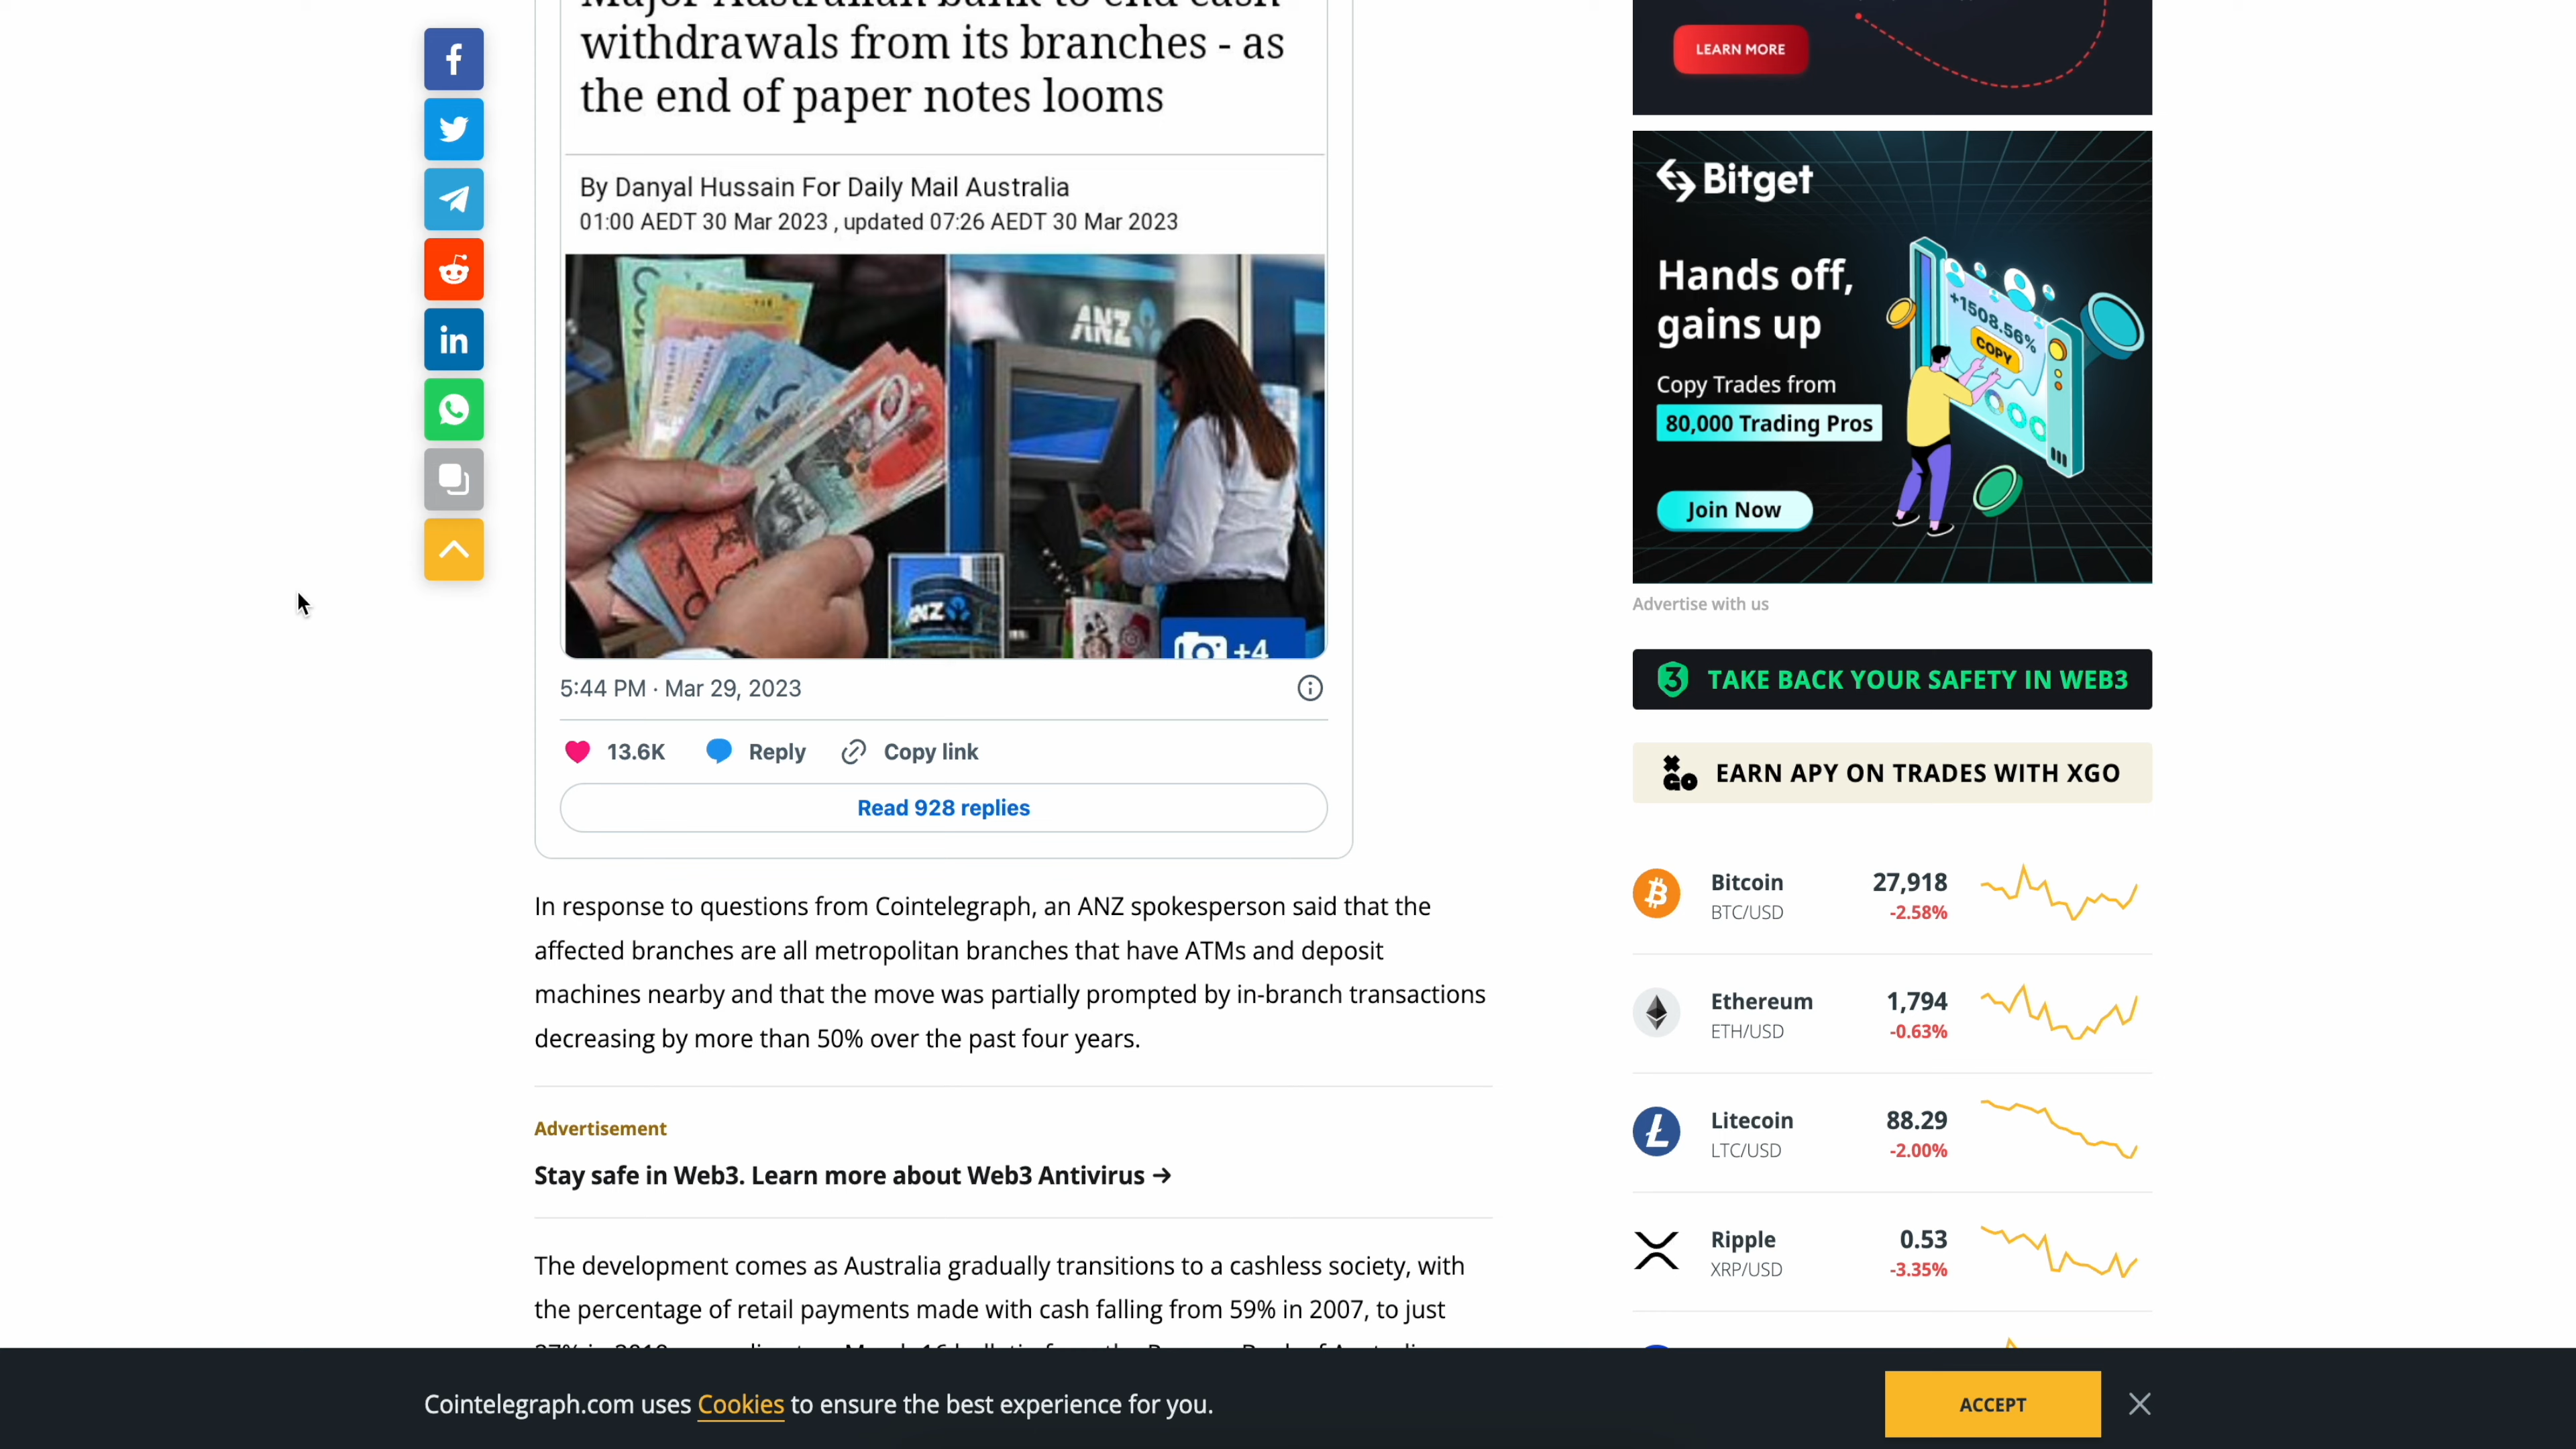 Major Australian bank to end cash
withdrawals from its branches - as
the end of paper notes looms
By Danyal Hussain For Daily Mail Australia
01:00 AEDT 30 Mar 2023 , updated 07:26 AEDT 30 Mar 2023
ANZ
ANZ
+4
5:44 PM · Mar 29, 2023
13.6K
Reply
Copy link
Read 928 replies
In response to questions from Cointelegraph, an ANZ spokesperson said that the
affected branches are all metropolitan branches that have ATMs and deposit
machines nearby and that the move was partially prompted by in-branch transactions
decreasing by more than 50% over the past four years.
Advertisement
Stay safe in Web3. Learn more about Web3 Antivirus →
The development comes as Australia gradually transitions to a cashless society, with
the percentage of retail payments made with cash falling from 59% in 2007, to just
LEARN MORE
Bitget
Hands off,
gains up
Copy Trades from
80,000 Trading Pros
Join Now
+1508.56%
COPY
Advertise with us
TAKE BACK YOUR SAFETY IN WEB3
XGO EARN APY ON TRADES WITH XGO
Bitcoin 27,918
BTC/USD -2.58%
Ethereum 1,794
ETH/USD -0.63%
Litecoin 88.29
LTC/USD -2.00%
Ripple 0.53
XRP/USD -3.35%
Cointelegraph.com uses Cookies to ensure the best experience for you.
ACCEPT